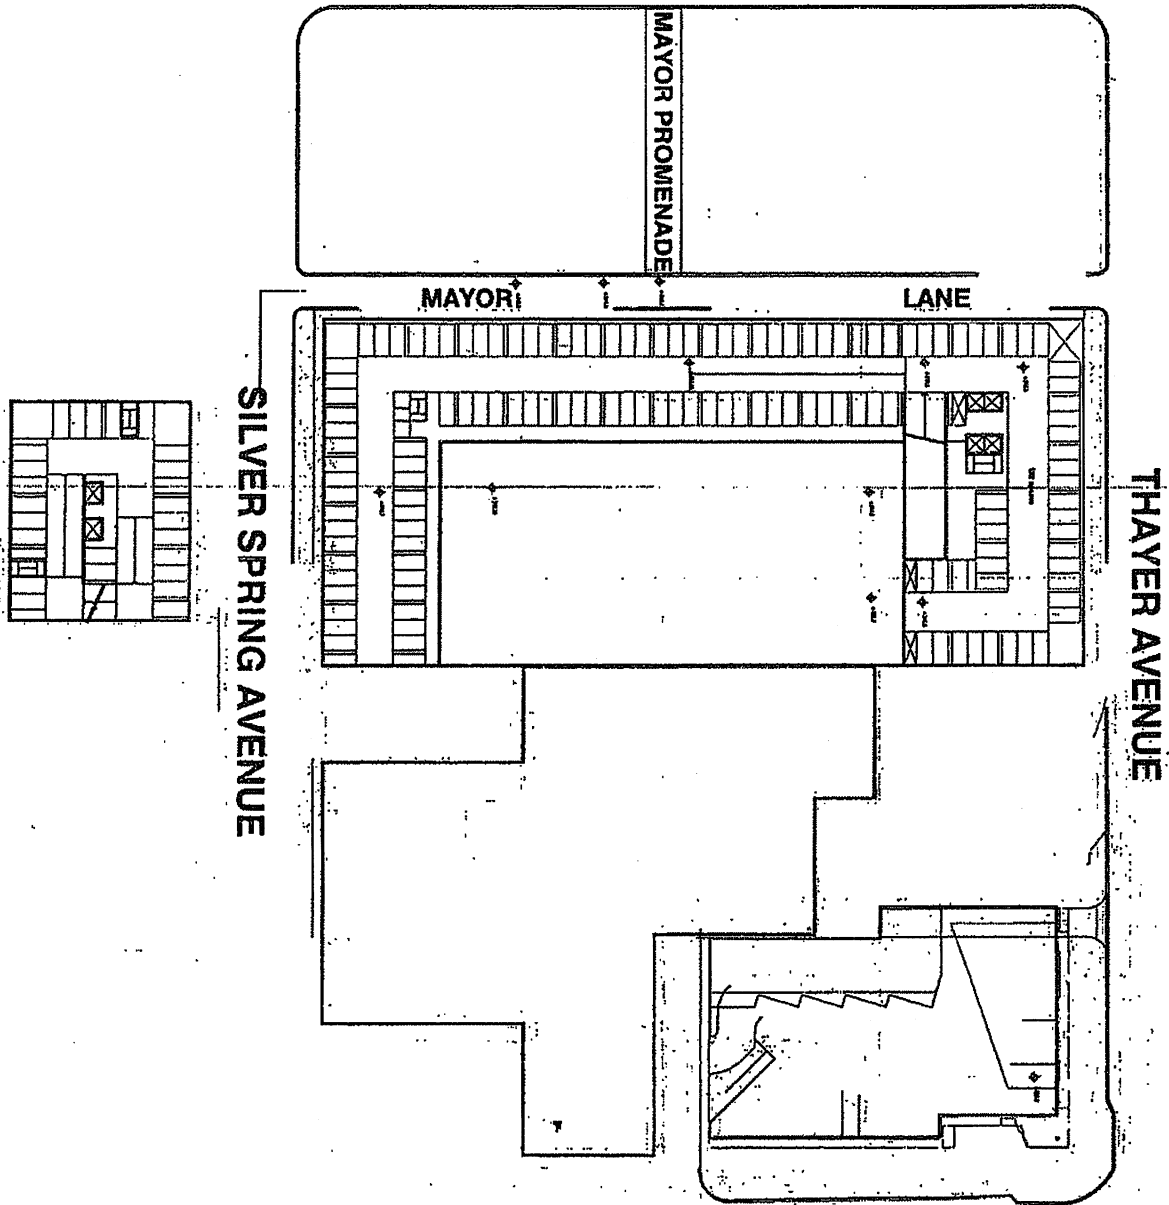 MAYOR PROMENADE
MAYOR
LANE
SILVER SPRING AVENUE
THAYER AVENUE